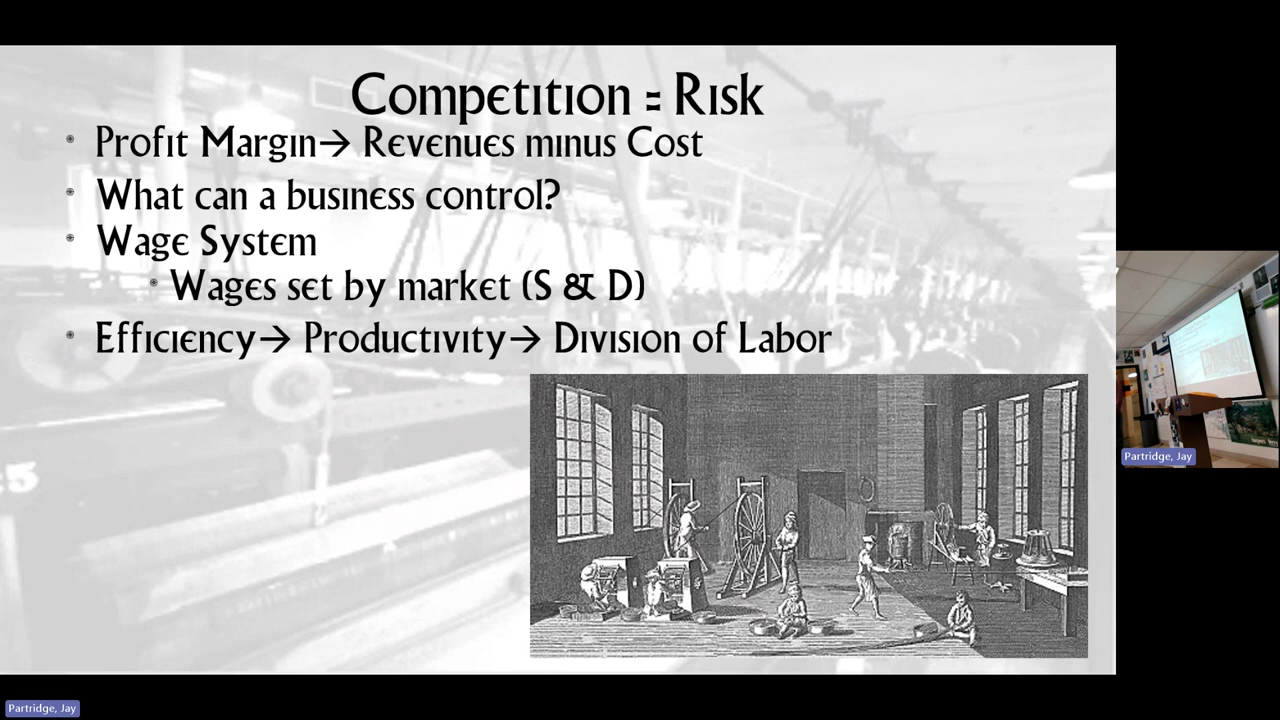 Competition = Risk
Profit Margin→ Revenues minus Cost
What can a business control?
Wage System
Wages set by market (S & D)
Efficiency→ Productivity→ Division of Labor
Partridge, Jay
Partridge, Jay